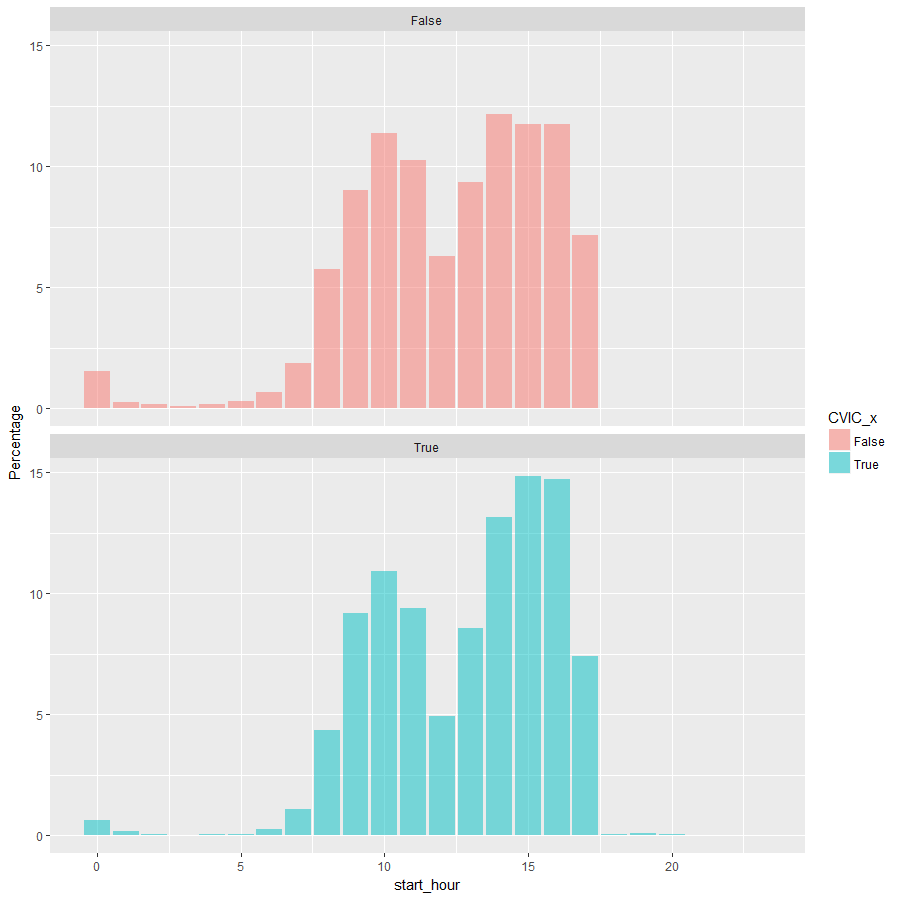 False
15
10
5
0
Percentage
True
15
10
5
0
0 5 10 15 20
start_hour
CVIC_x
False
True